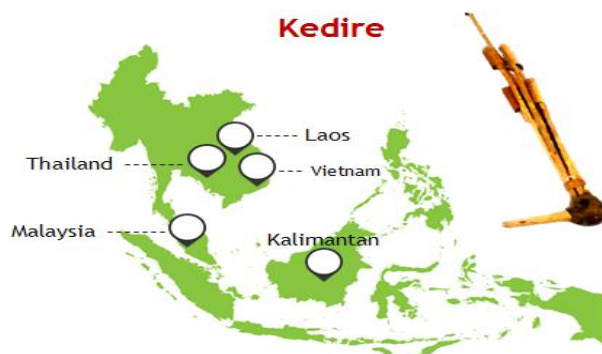 Kedire
Laos
Thailand
Vietnam
Malaysia
Kalimantan